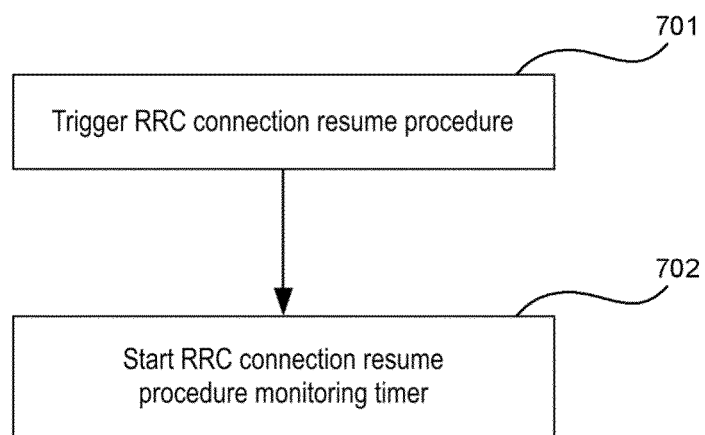 701
Trigger RRC connection resume procedure
702
Start RRC connection resume
procedure monitoring timer